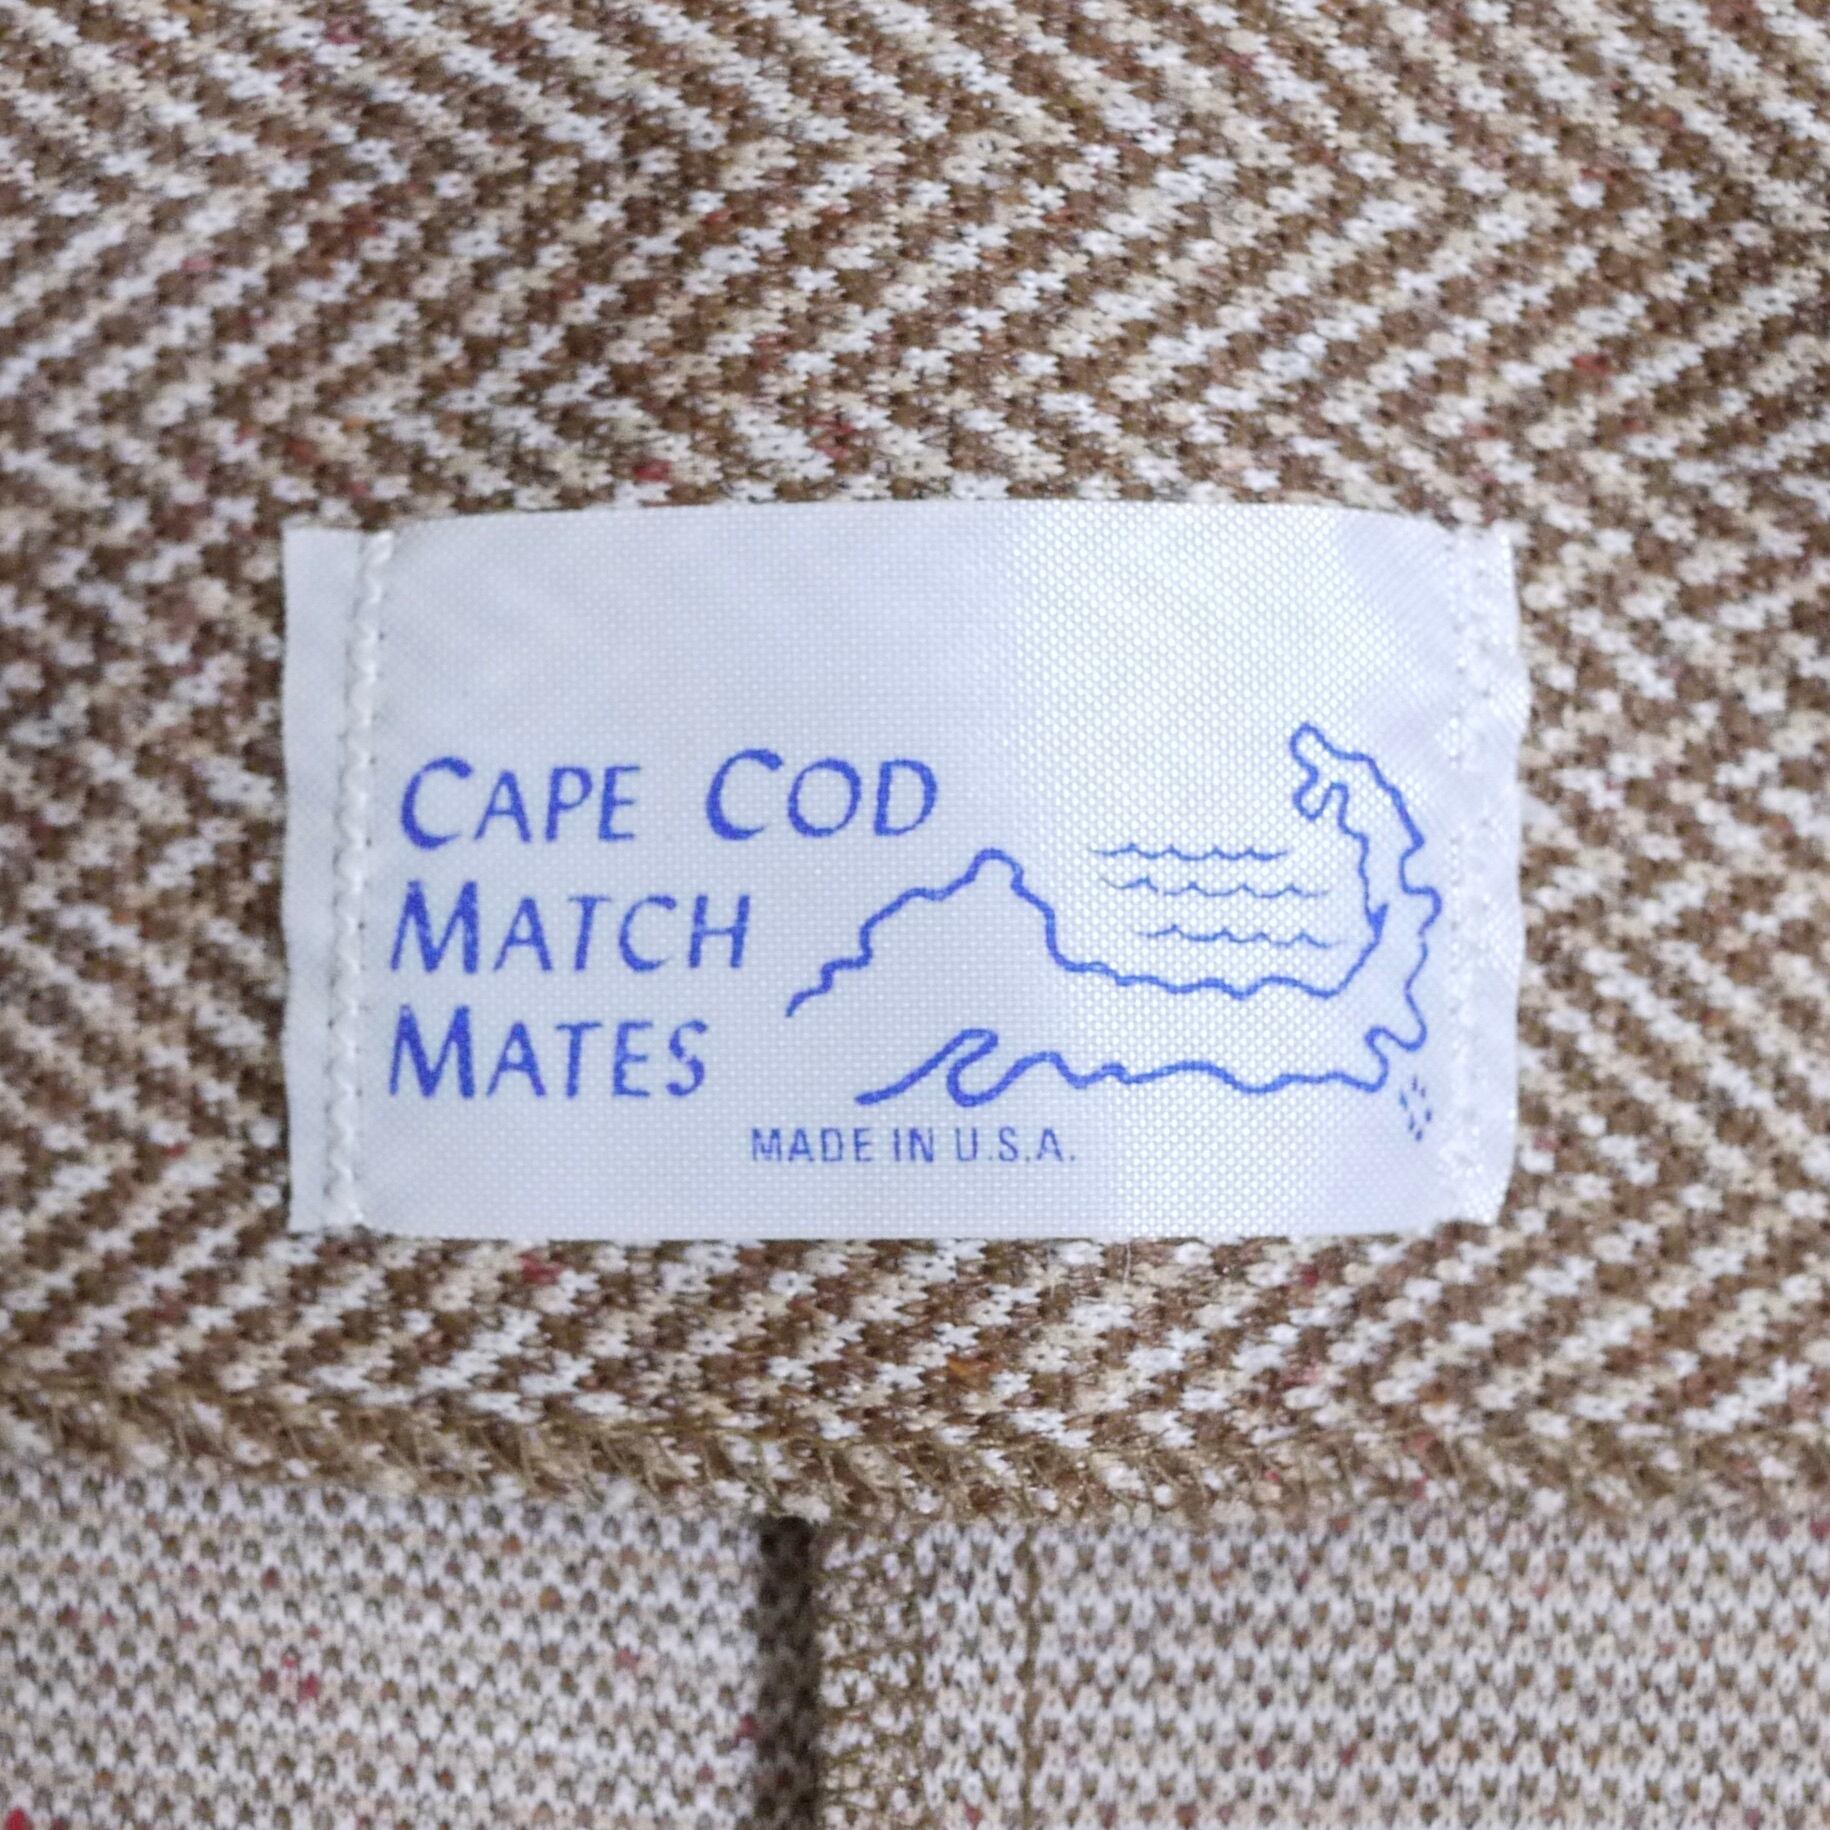 CAPE COD
MATCH
MATES
MADE IN U.S.A.